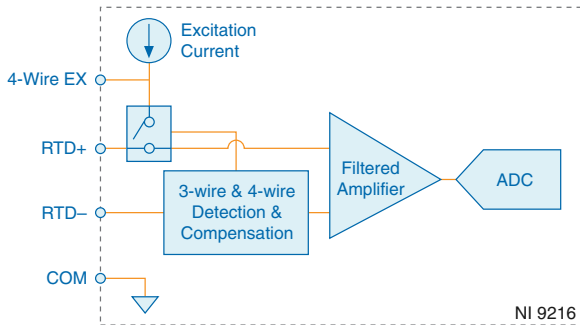 Excitation
Current
4-Wire EX
RTD+
RTD–
COM
3-wire & 4-wire
Detection &
Compensation
Filtered
Amplifier
ADC
NI 9216